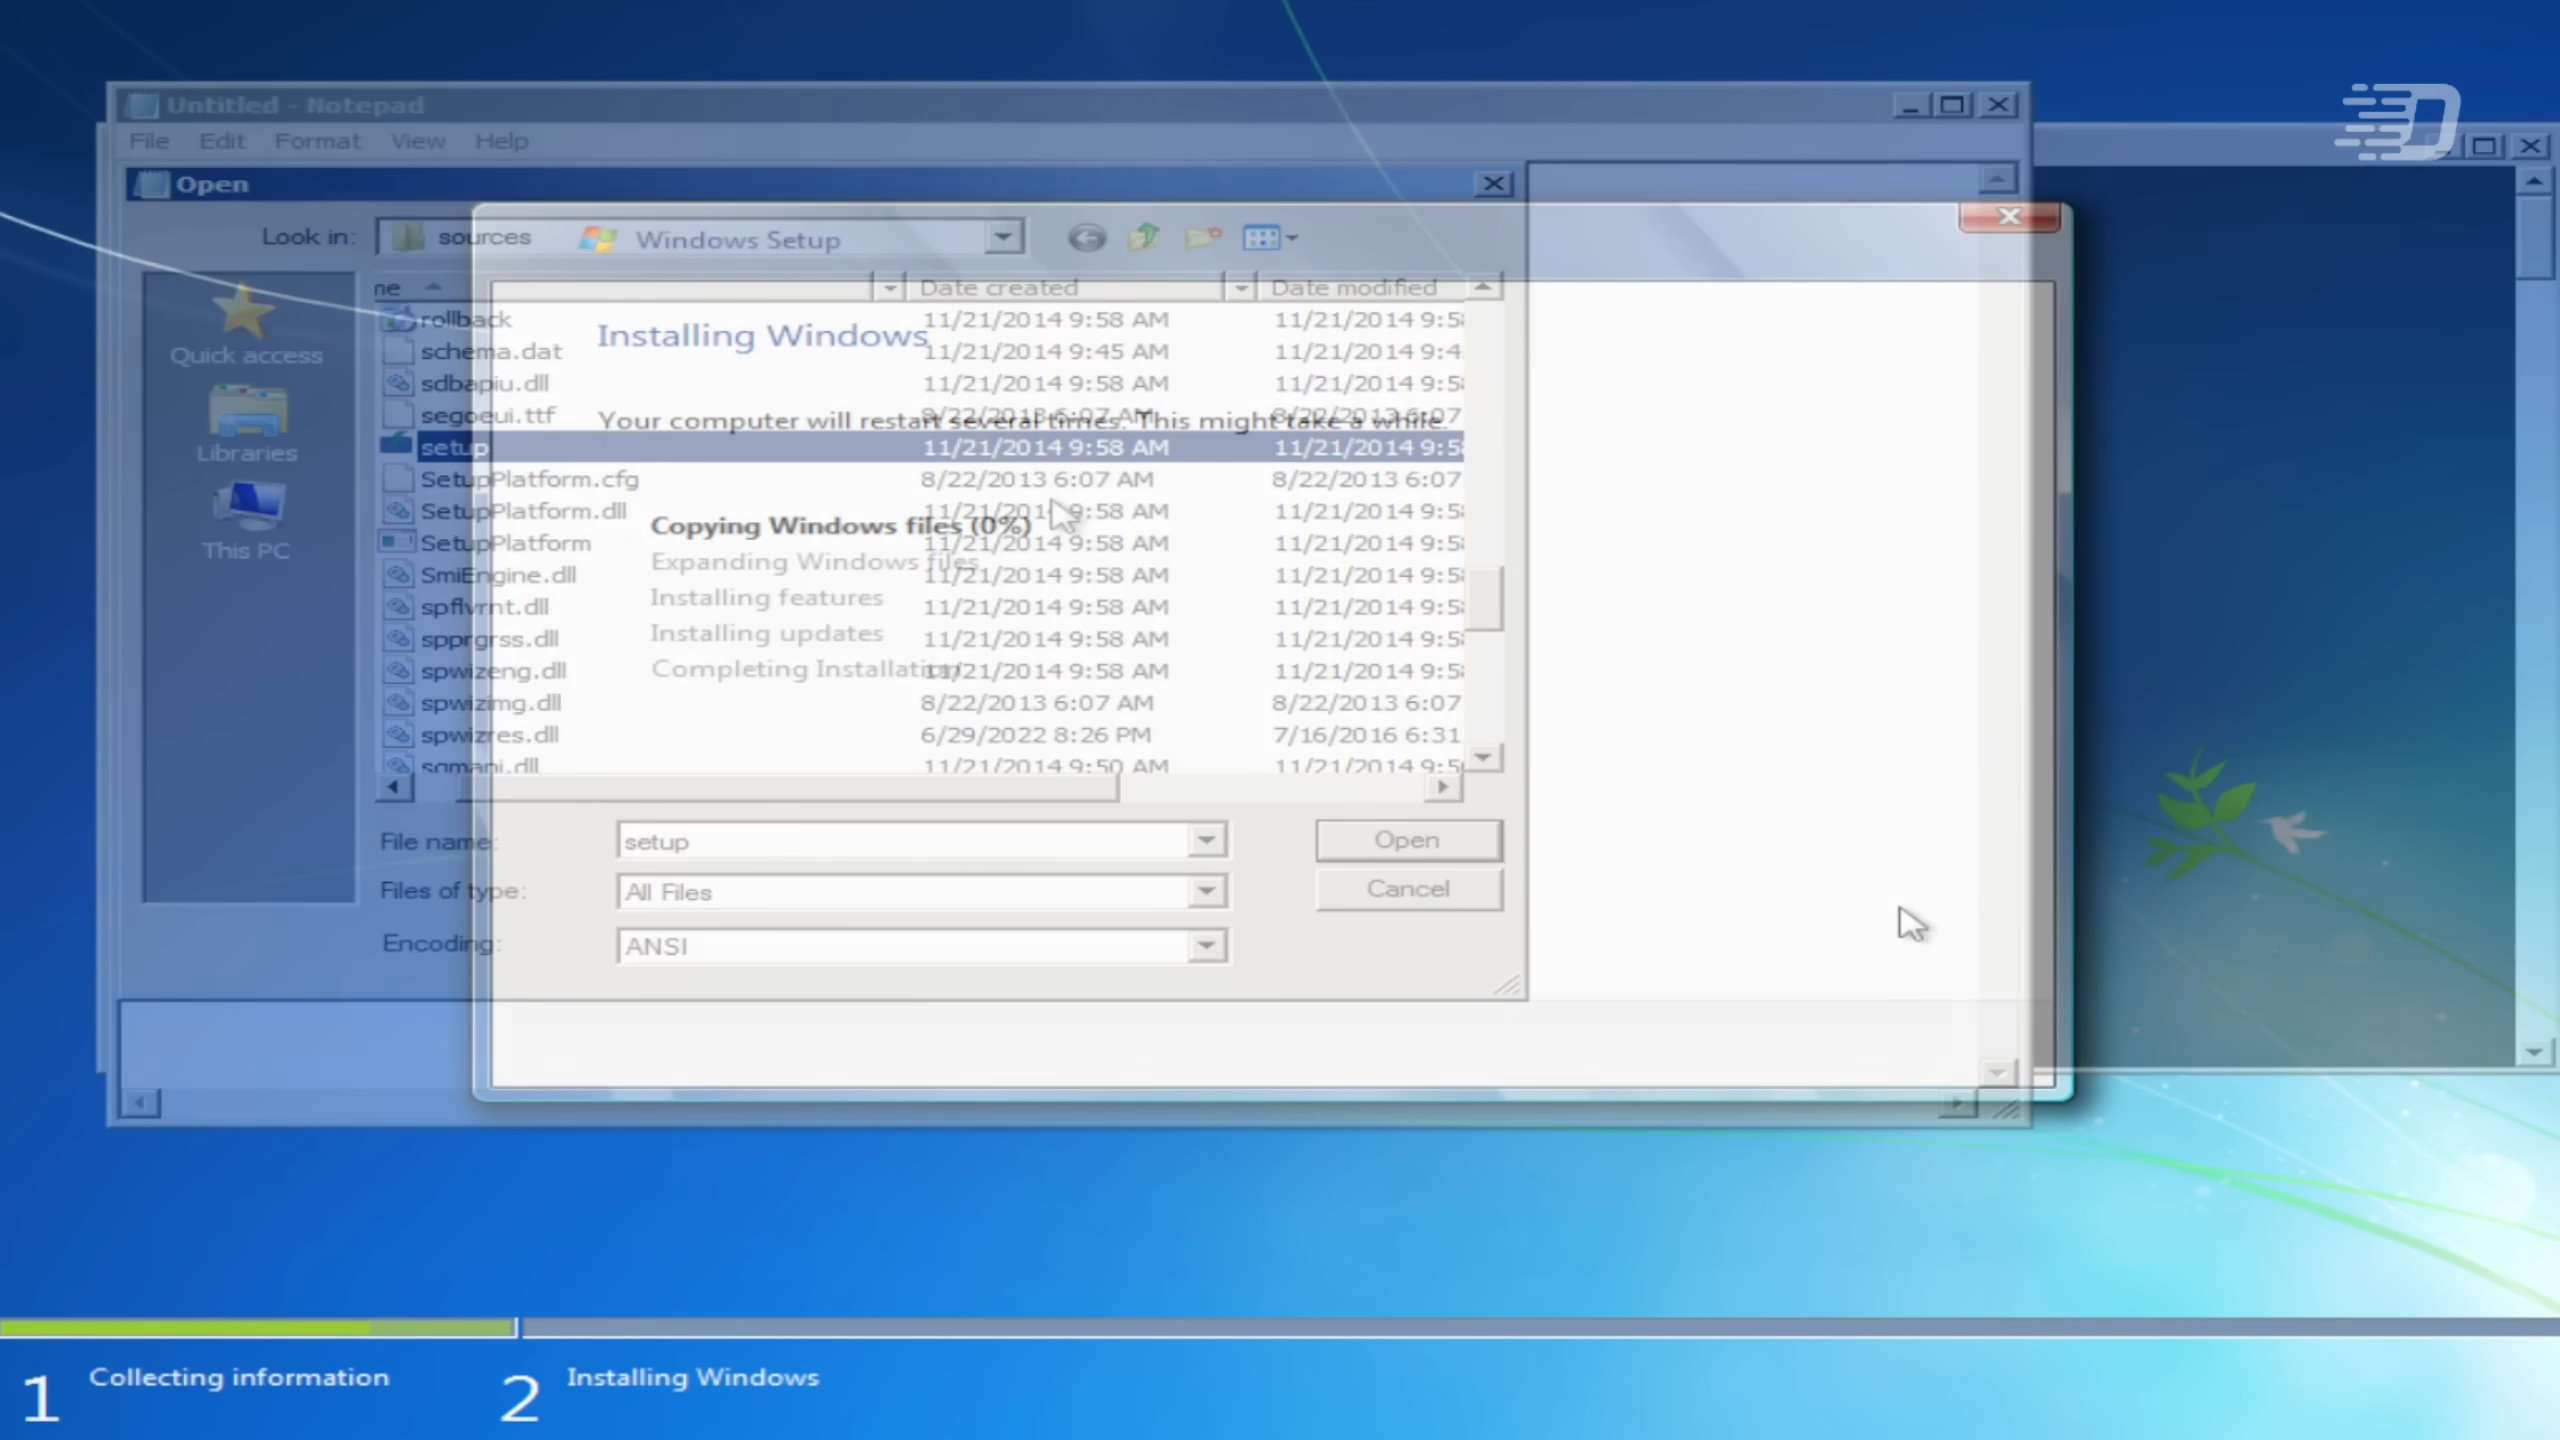 Untitled - Notepad
File Edit Format View Help
Open
Look in: sources
Windows Setup
ne Date created Date modified
rollback 11/21/2014 9:58 AM 11/21/2014 9:5
Installing Windows
schema.dat 11/21/2014 9:45 AM 11/21/2014 9:4
sdbapiu.dll 11/21/2014 9:58 AM 11/21/2014 9:5
segoeui.ttf 8/22/2013 6:07 AM 8/22/2013 6:07
Your computer will restart several times. This might take a while.
setup 11/21/2014 9:58 AM 11/21/2014 9:5
SetupPlatform.cfg 8/22/2013 6:07 AM 8/22/2013 6:07
SetupPlatform.dll 11/21/2014 9:58 AM 11/21/2014 9:5
Copying Windows files (0%)
SetupPlatform 11/21/2014 9:58 AM 11/21/2014 9:5
Expanding Windows files
SmiEngine.dll 11/21/2014 9:58 AM 11/21/2014 9:5
Installing features
spflvrnt.dll 11/21/2014 9:58 AM 11/21/2014 9:5
Installing updates
spprgrss.dll 11/21/2014 9:58 AM 11/21/2014 9:5
Completing Installation
spwizeng.dll 11/21/2014 9:58 AM 11/21/2014 9:5
spwizimg.dll 8/22/2013 6:07 AM 8/22/2013 6:07
spwizres.dll 6/29/2022 8:26 PM 7/16/2016 6:31
sqmapi.dll 11/21/2014 9:50 AM 11/21/2014 9:5
Quick access
Libraries
This PC
File name: setup Open
Files of type: All Files Cancel
Encoding: ANSI
1 Collecting information 2 Installing Windows